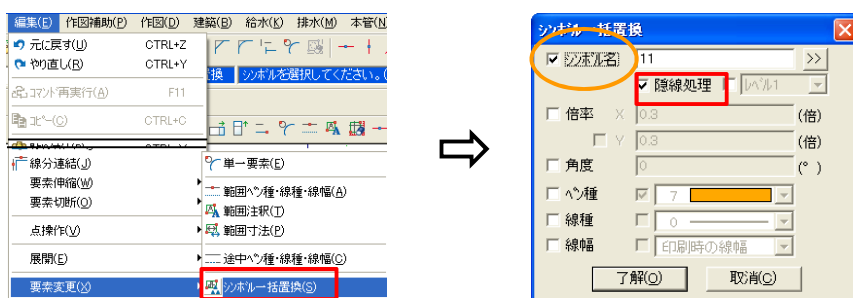 編集(E) 作図補助(P) 作図(D) 建築(B) 給水(K) 排水(M) 本管(N)
元に戻す(U) CTRL+Z
やり直し(R) CTRL+Y
コマンド再実行(A) F11
コピー(C) CTRL+C
線分連結(J)
要素伸縮(W)
要素切断(O)
点操作(V)
展開(E)
要素変更(X)
換 シンボルを選択してください。(
単一要素(E)
範囲ペン種・線種・線幅(A)
範囲注釈(T)
範囲寸法(P)
途中ペン種・線種・線幅(C)
シンボル一括置換(S)
シンボル一括置換
シンボル名 11 >>
隠線処理 レベル1
倍率 X 0.3 (倍)
Y 0.3 (倍)
角度 0 (°)
ペン種 7
線種 0
線幅 印刷時の線幅
了解(O) 取消(C)